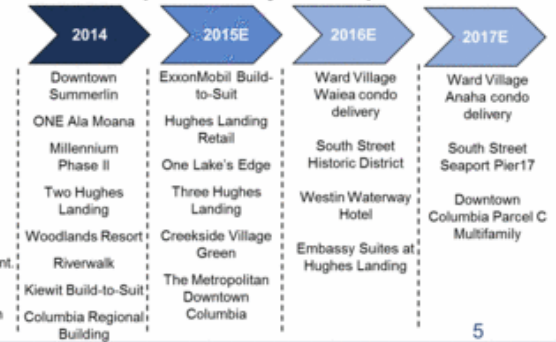 2014
Downtown
Summerlin
ONE Ala Moana
Millennium
Phase II
Two Hughes
Landing
Woodlands Resort
Riverwalk
Kiewit Build-to-Suit
Columbia Regional
Building
2015E
ExxonMobil Build-
to-Suit
Hughes Landing
Retail
One Lake's Edge
Three Hughes
Landing
Creekside Village
Green
The Metropolitan
Downtown
Columbia
2016E
Ward Village
Waiea condo
delivery
South Street
Historic District
Westin Waterway
Hotel
Embassy Suites at
Hughes Landing
2017E
Ward Village
Anaha condo
delivery
South Street
Seaport Pier17
Downtown
Columbia Parcel C
Multifamily
5